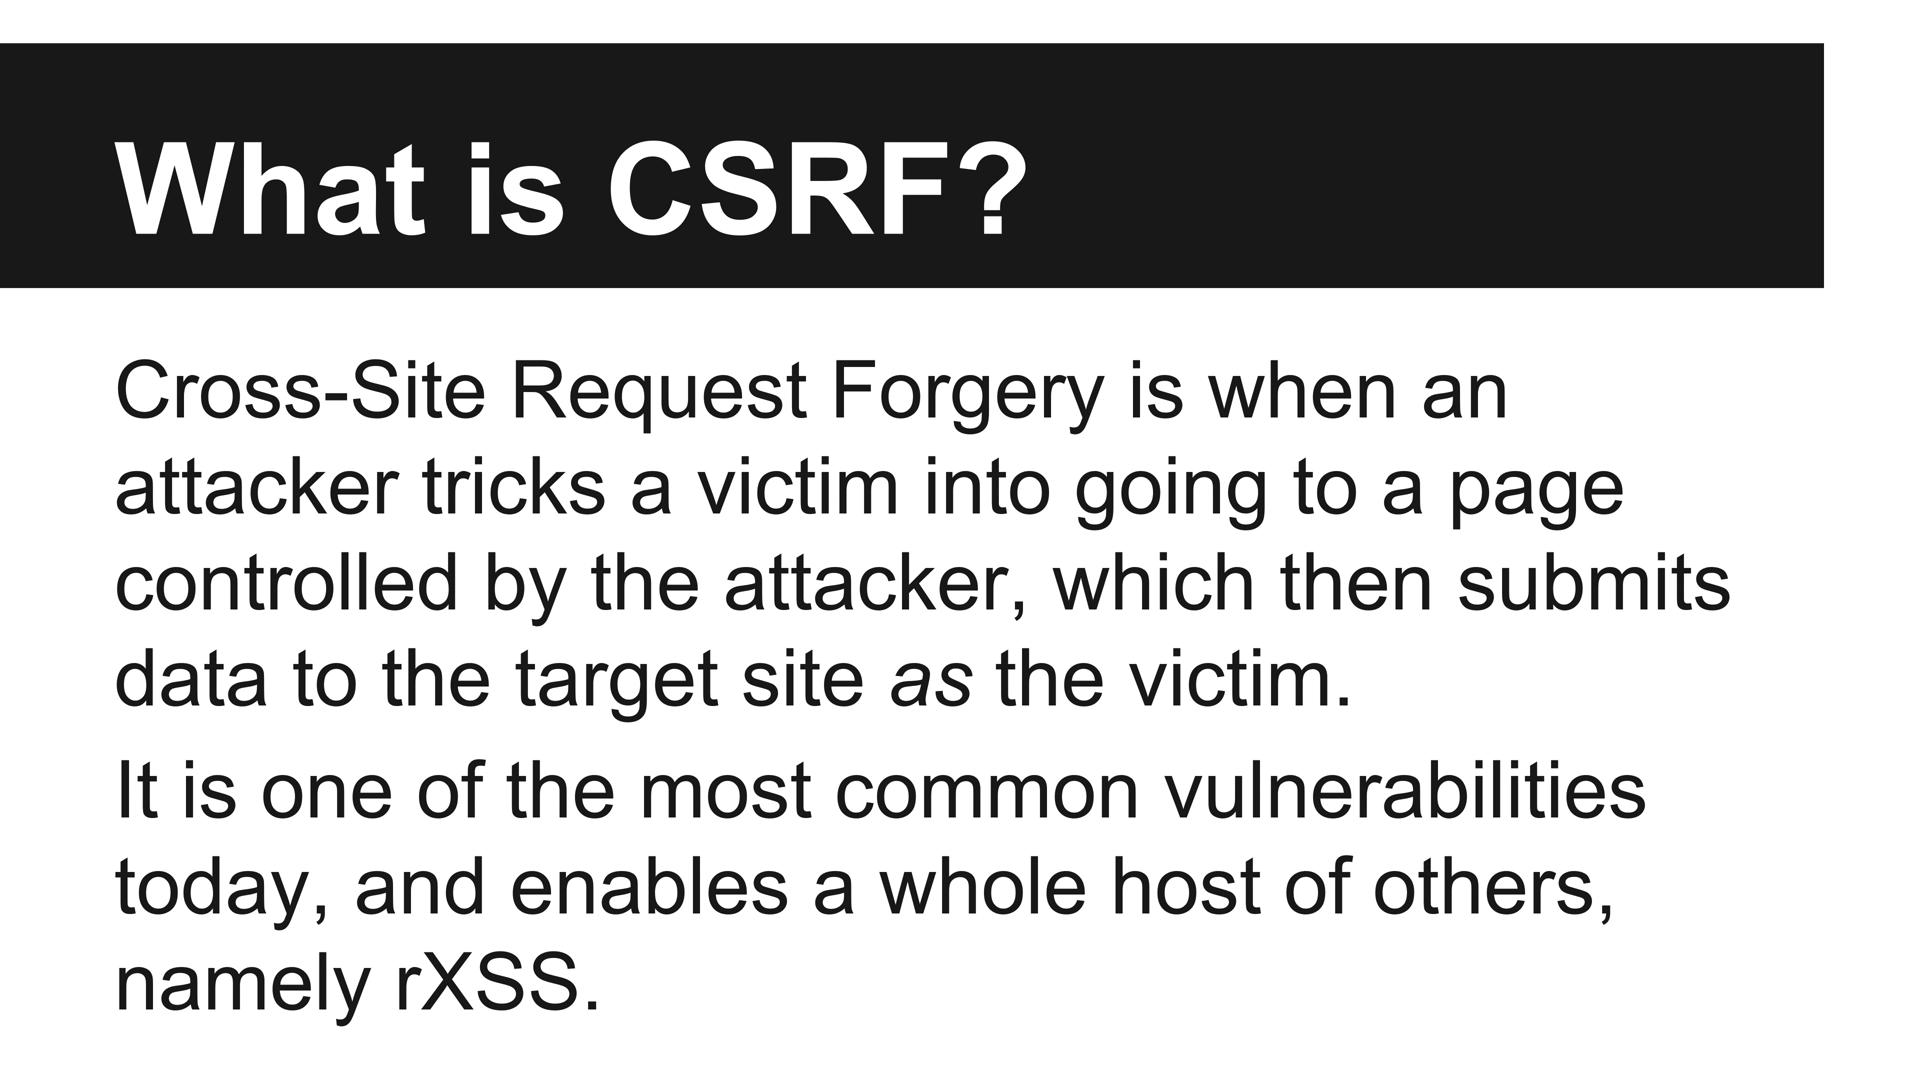 What is CSRF?
Cross-Site Request Forgery is when an
attacker tricks a victim into going to a page
controlled by the attacker, which then submits
data to the target site as the victim.
It is one of the most common vulnerabilities
today, and enables a whole host of others,
namely rXSS.